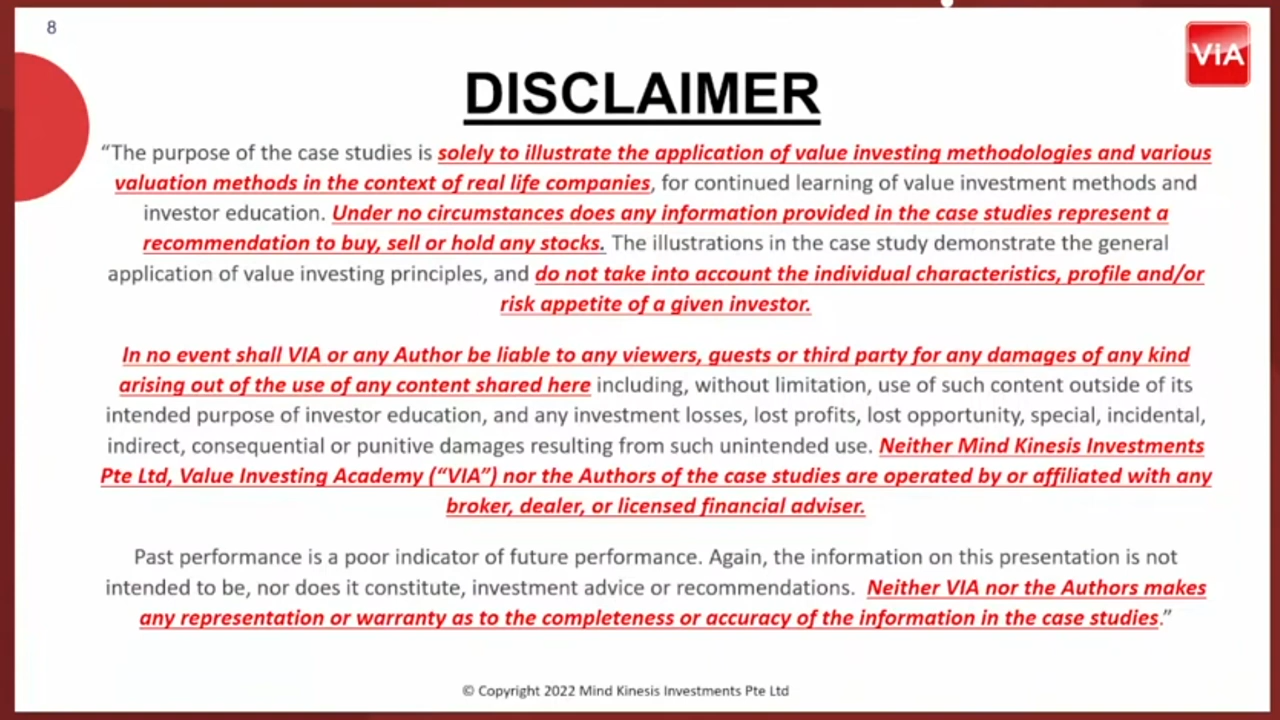 8
ViA
DISCLAIMER
“The purpose of the case studies is solely to illustrate the application of value investing methodologies and various
valuation methods in the context of real life companies, for continued learning of value investment methods and
investor education. Under no circumstances does any information provided in the case studies represent a
recommendation to buy, sell or hold any stocks. The illustrations in the case study demonstrate the general
application of value investing principles, and do not take into account the individual characteristics, profile and/or
risk appetite of a given investor.
In no event shall VIA or any Author be liable to any viewers, guests or third party for any damages of any kind
arising out of the use of any content shared here including, without limitation, use of such content outside of its
intended purpose of investor education, and any investment losses, lost profits, lost opportunity, special, incidental,
indirect, consequential or punitive damages resulting from such unintended use. Neither Mind Kinesis Investments
Pte Ltd, Value Investing Academy (“VIA”) nor the Authors of the case studies are operated by or affiliated with any
broker, dealer, or licensed financial adviser.
Past performance is a poor indicator of future performance. Again, the information on this presentation is not
intended to be, nor does it constitute, investment advice or recommendations. Neither VIA nor the Authors makes
any representation or warranty as to the completeness or accuracy of the information in the case studies.”
© Copyright 2022 Mind Kinesis Investments Pte Ltd